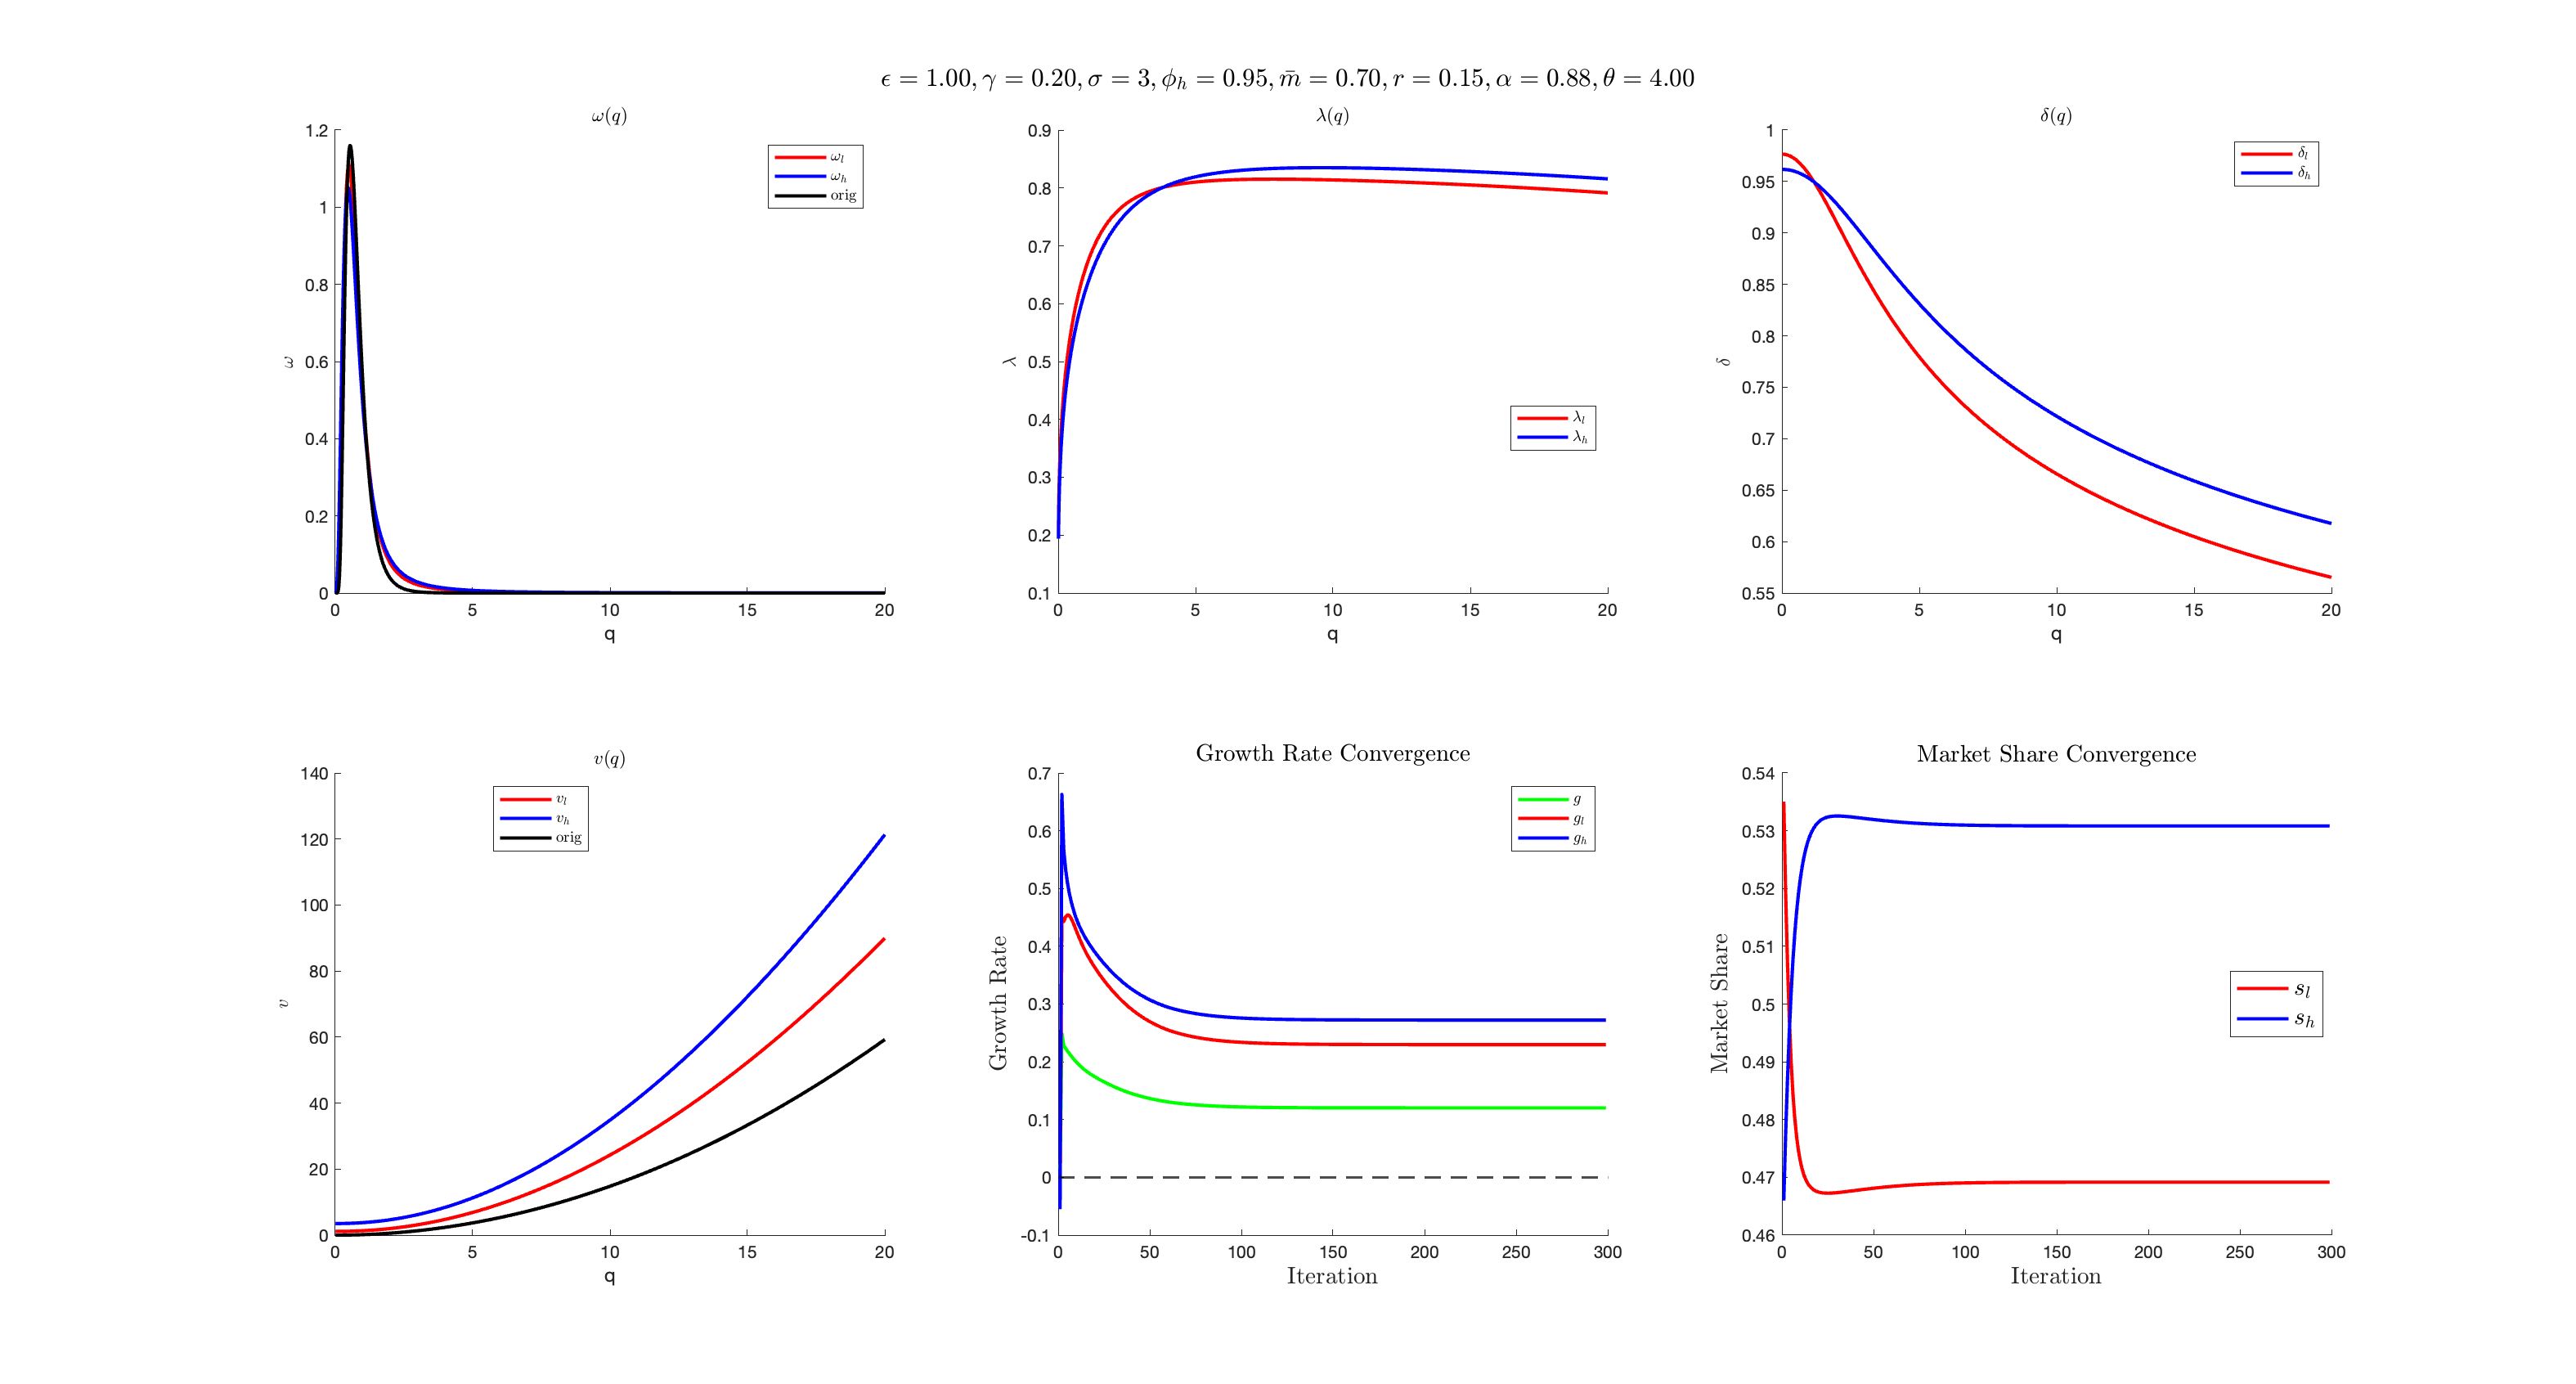 ϵ = 1.00, γ = 0.20, σ = 3, ϕ_h = 0.95, m̄ = 0.70, r = 0.15, α = 0.88, θ = 4.00
ω(q)
1.2
1
0.8
0.6
0.4
0.2
0
ω
0 5 10 15 20
q
ω_l
ω_h
orig
λ(q)
0.9
0.8
0.7
0.6
0.5
0.4
0.3
0.2
0.1
λ
0 5 10 15 20
q
λ_l
λ_h
δ(q)
1
0.95
0.9
0.85
0.8
0.75
0.7
0.65
0.6
0.55
δ
0 5 10 15 20
q
δ_l
δ_h
v(q)
140
120
100
80
60
40
20
0
v
0 5 10 15 20
q
v_l
v_h
orig
Growth Rate Convergence
0.7
0.6
0.5
0.4
0.3
0.2
0.1
0
-0.1
Growth Rate
0 50 100 150 200 250 300
Iteration
g
g_l
g_h
Market Share Convergence
0.54
0.53
0.52
0.51
0.5
0.49
0.48
0.47
0.46
Market Share
0 50 100 150 200 250 300
Iteration
s_l
s_h